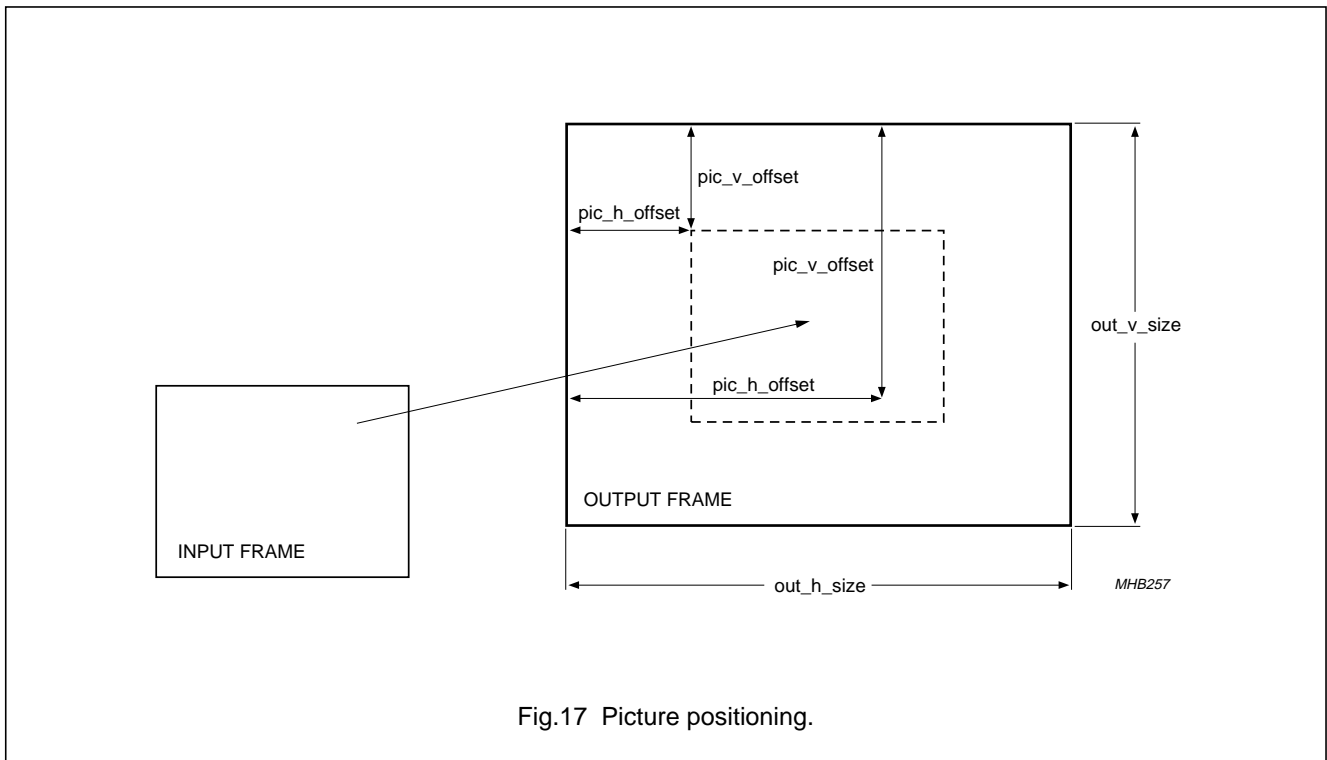 pic_v_offset
pic_h_offset
pic_v_offset
out_v_size
pic_h_offset
OUTPUT FRAME
INPUT FRAME
out_h_size
MHB257
Fig.17 Picture positioning.